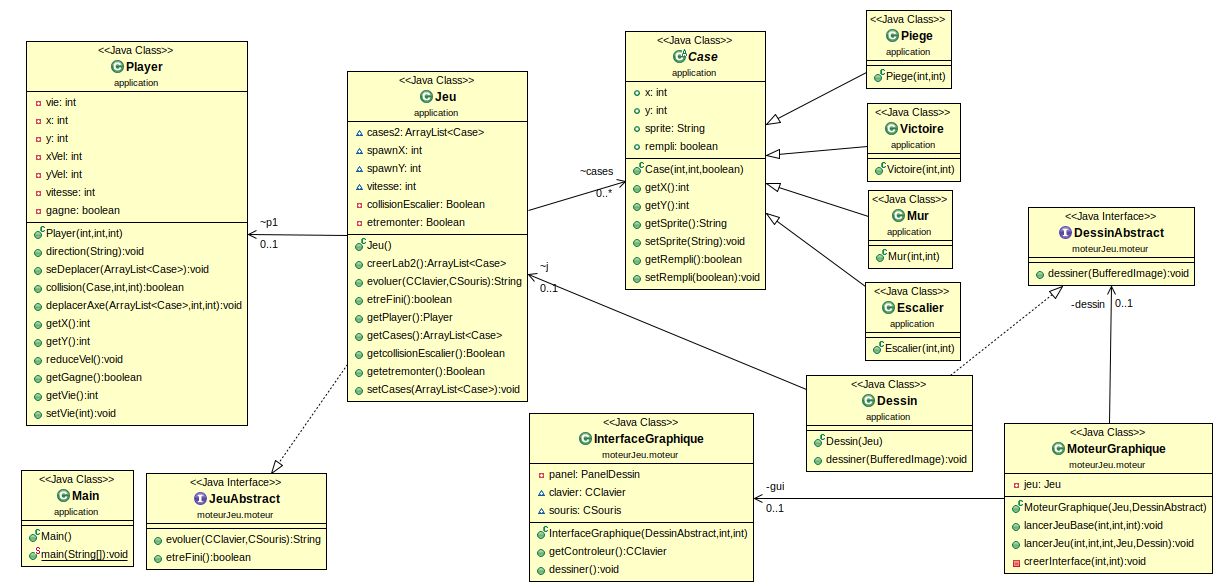 <<Java Class>>
Player
application
vie: int
x: int
y: int
xVel: int
yVel: int
vitesse: int
gagne: boolean
Player(int,int,int)
direction(String):void
seDeplacer(ArrayList<Case>):void
collision(Case,int,int):boolean
deplacerAxe(ArrayList<Case>,int,int):void
getX():int
getY():int
reduceVel():void
getGagne():boolean
getVie():int
setVie(int):void
~p1
0..1
<<Java Class>>
Jeu
application
cases2: ArrayList<Case>
spawnX: int
spawnY: int
vitesse: int
collisionEscalier: Boolean
etremonter: Boolean
Jeu()
creerLab2():ArrayList<Case>
evoluer(CClavier,CSouris):String
etreFini():boolean
getPlayer():Player
getCases():ArrayList<Case>
getcollisionEscalier():Boolean
getetremonter():Boolean
setCases(ArrayList<Case>):void
~cases
0..*
~j
0..1
<<Java Class>>
Case
application
x: int
y: int
sprite: String
rempli: boolean
Case(int,int,boolean)
getX():int
getY():int
getSprite():String
setSprite(String):void
getRempli():boolean
setRempli(boolean):void
<<Java Class>>
Piege
application
Piege(int,int)
<<Java Class>>
Victoire
application
Victoire(int,int)
<<Java Class>>
Mur
application
Mur(int,int)
<<Java Class>>
Escalier
application
Escalier(int,int)
<<Java Interface>>
DessinAbstract
moteurJeu.moteur
dessiner(BufferedImage):void
-dessin
0..1
<<Java Class>>
Dessin
application
Dessin(Jeu)
dessiner(BufferedImage):void
<<Java Class>>
Main
application
Main()
main(String[]):void
<<Java Interface>>
JeuAbstract
moteurJeu.moteur
evoluer(CClavier,CSouris):String
etreFini():boolean
<<Java Class>>
InterfaceGraphique
moteurJeu.moteur
panel: PanelDessin
clavier: CClavier
souris: CSouris
InterfaceGraphique(DessinAbstract,int,int)
getControleur():CClavier
dessiner():void
-gui
0..1
<<Java Class>>
MoteurGraphique
moteurJeu.moteur
jeu: Jeu
MoteurGraphique(Jeu,DessinAbstract)
lancerJeuBase(int,int,int):void
lancerJeu(int,int,int,Jeu,Dessin):void
creerInterface(int,int):void